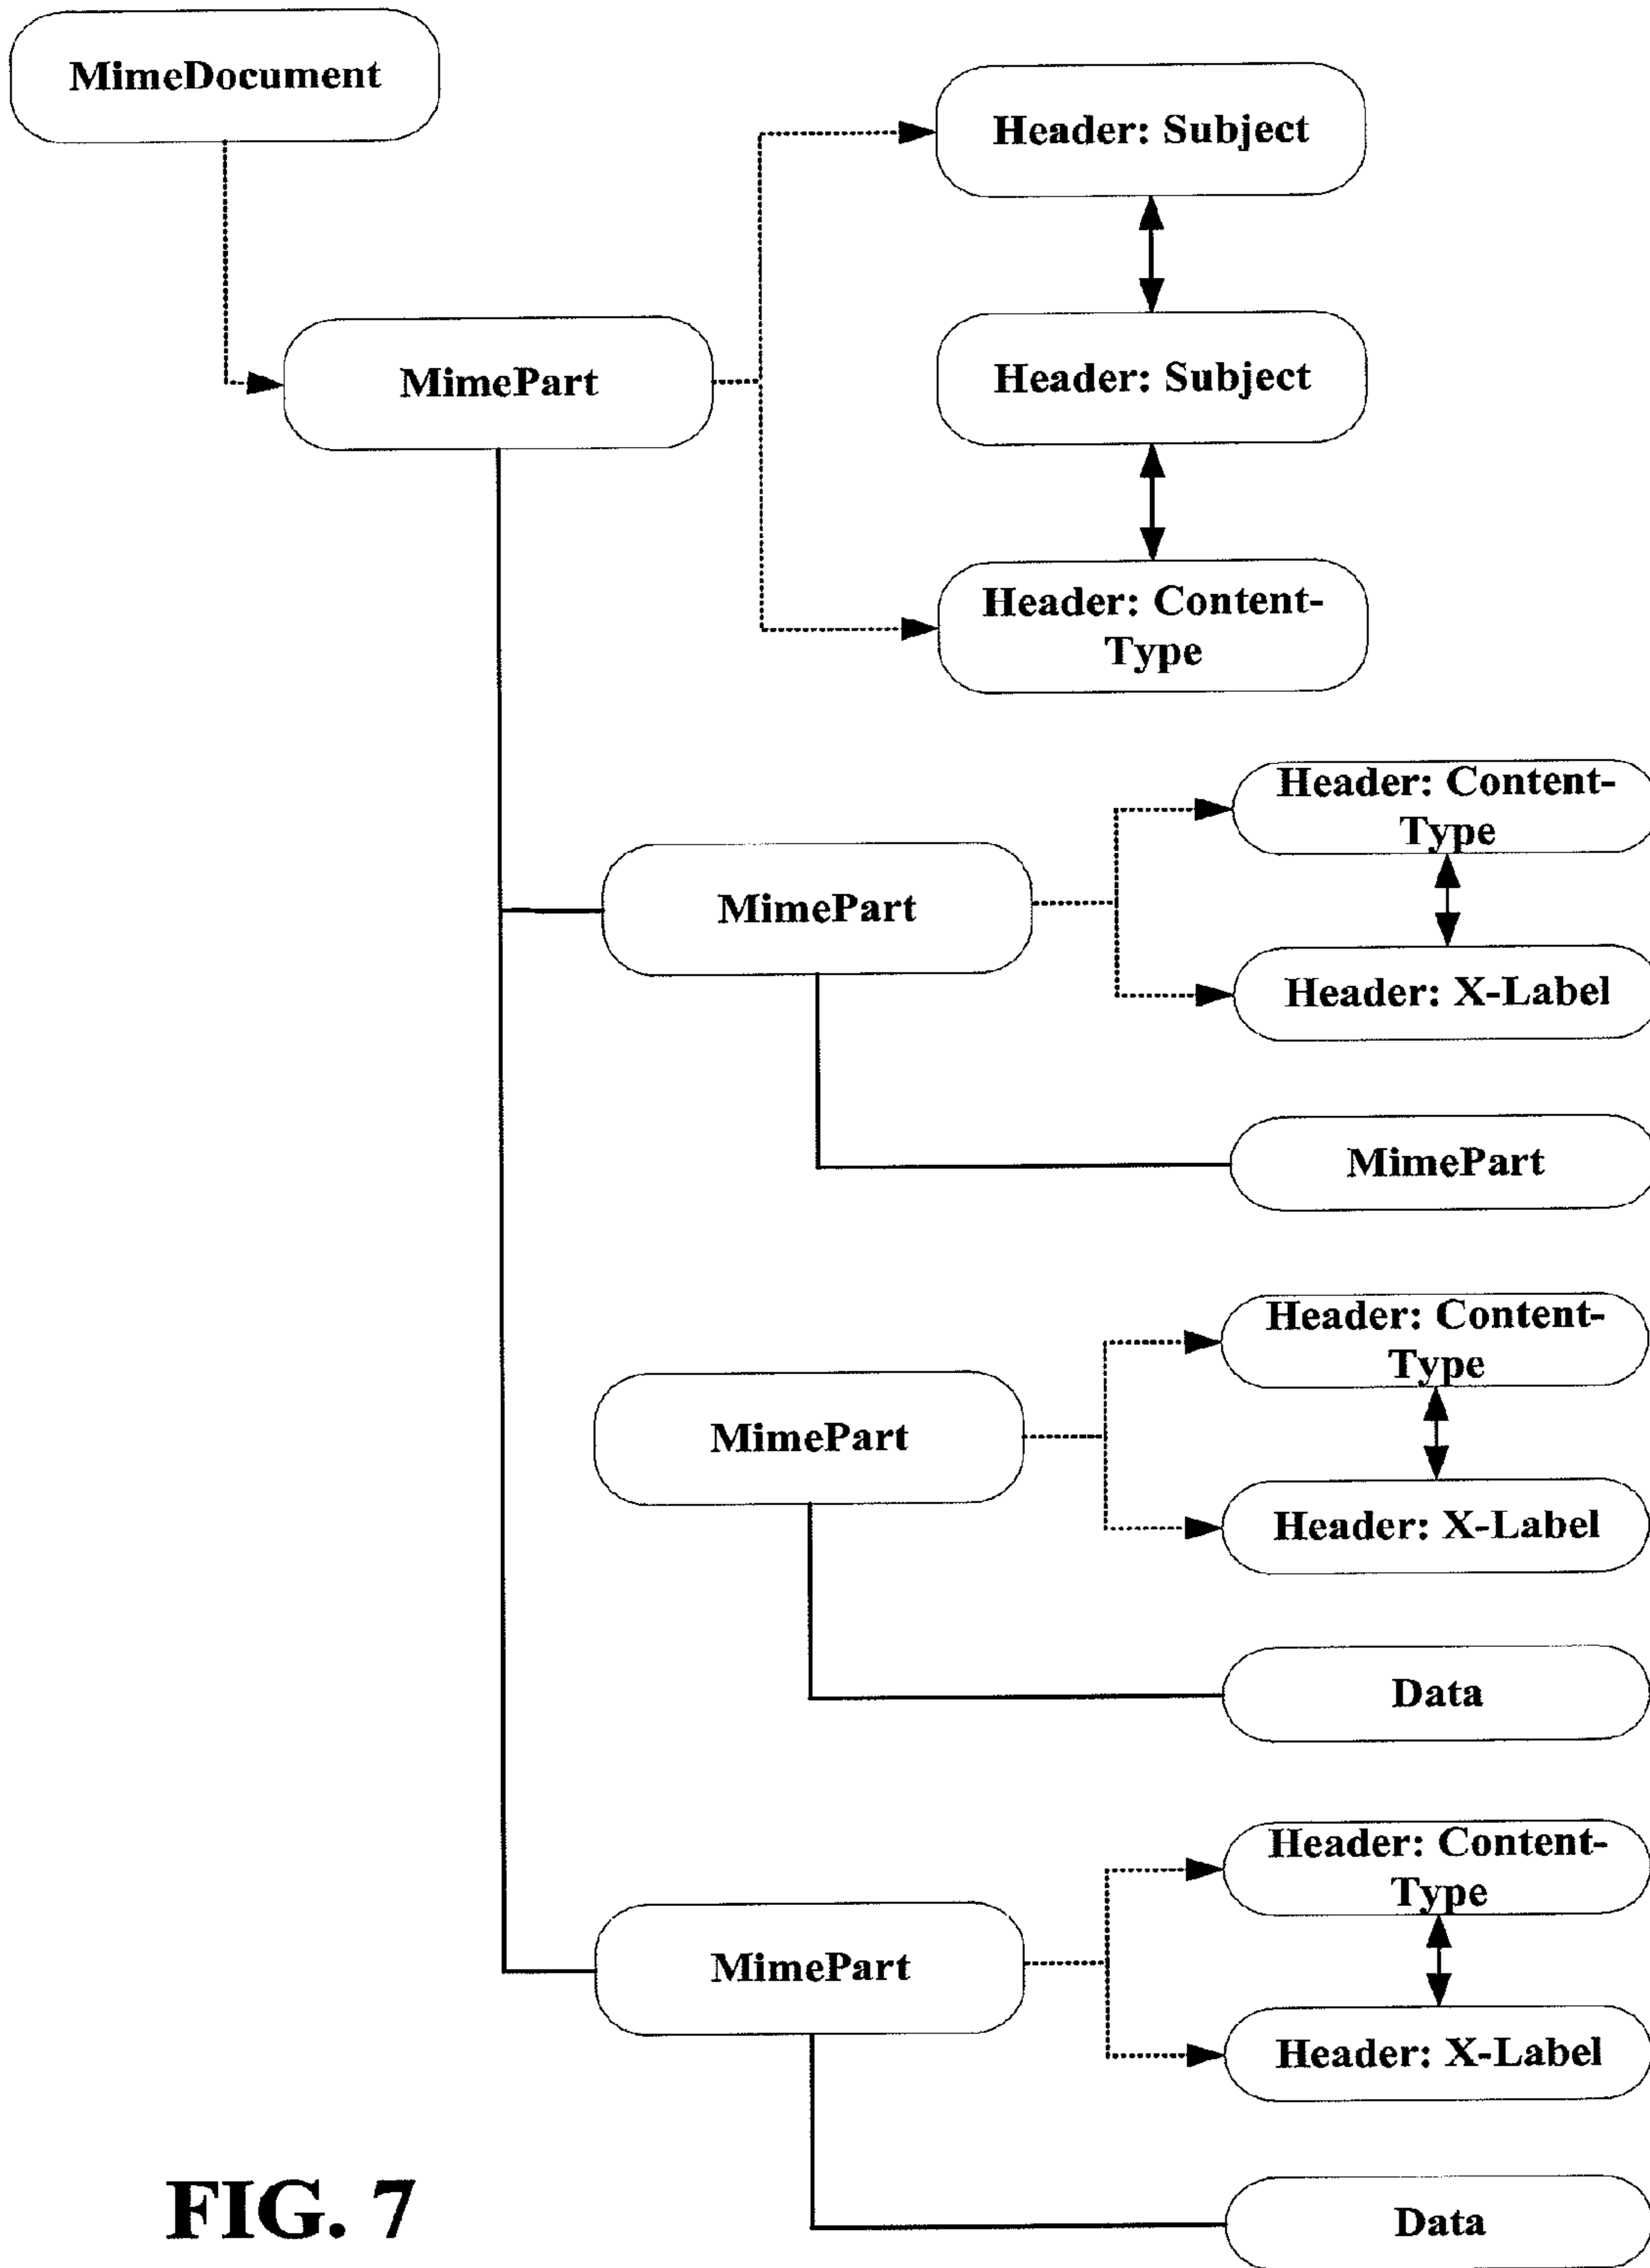 MimeDocument
Header: Subject
MimePart
Header: Subject
Header: Content-
Type
Header: Content-
Type
MimePart
Header: X-Label
MimePart
Header: Content-
Type
MimePart
Header: X-Label
Data
Header: Content-
Type
MimePart
Header: X-Label
Data
FIG. 7